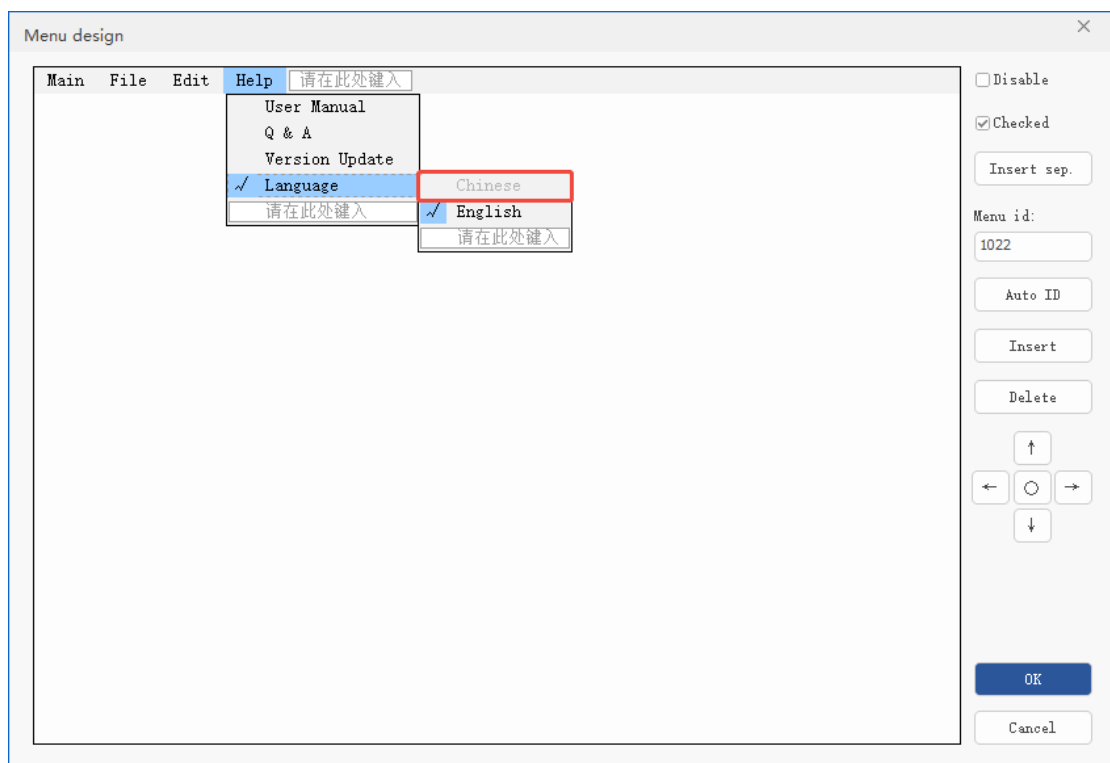 Menu design
Main File Edit Help 请在此处键入
User Manual
Q & A
Version Update
Language
请在此处键入
Chinese
English
请在此处键入
Disable
Checked
Insert sep.
Menu id:
1022
Auto ID
Insert
Delete
OK
Cancel